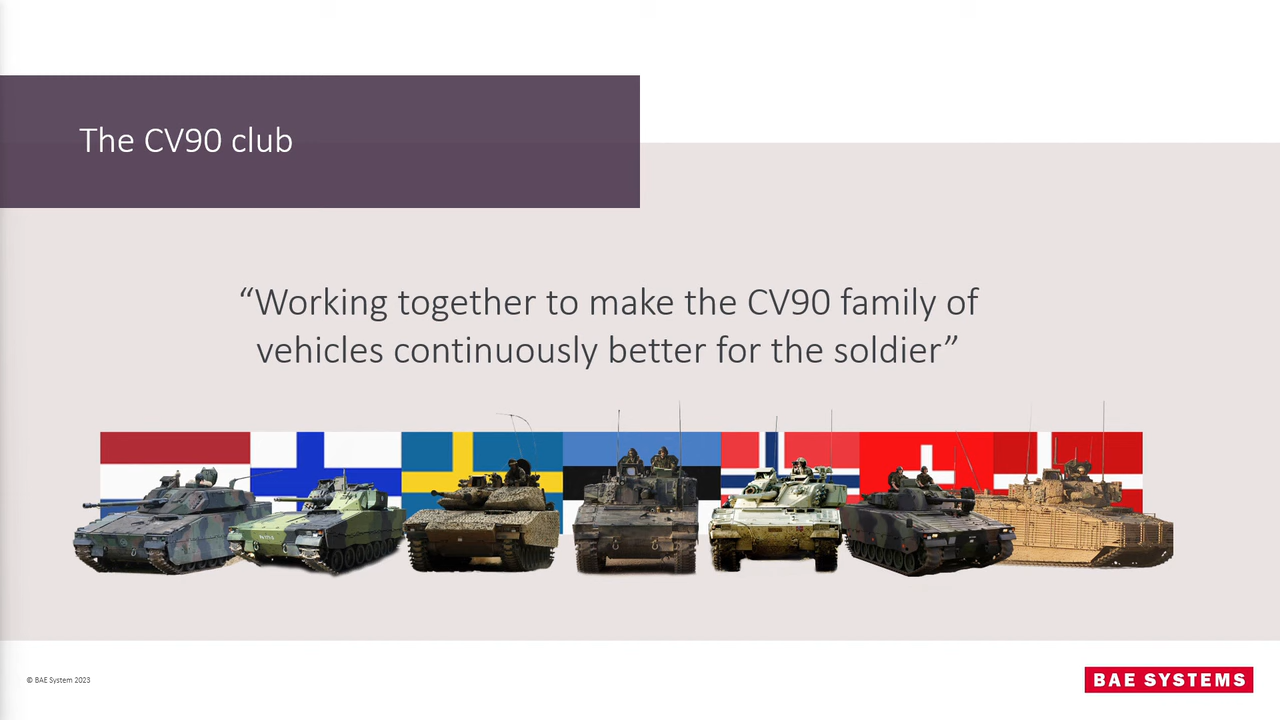 The CV90 club
“Working together to make the CV90 family of
vehicles continuously better for the soldier”
© BAE System 2023
BAE SYSTEMS